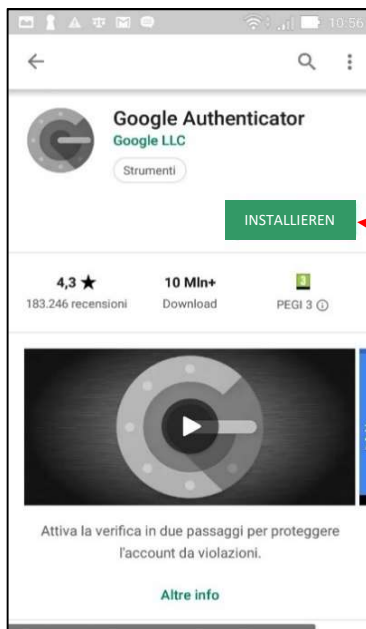 10:56
Google Authenticator
Google LLC
Strumenti
INSTALLIEREN
4,3 ★
10 Mln+
3
183.246 recensioni
Download
PEGI 3
Attiva la verifica in due passaggi per proteggere
l'account da violazioni.
Altre info